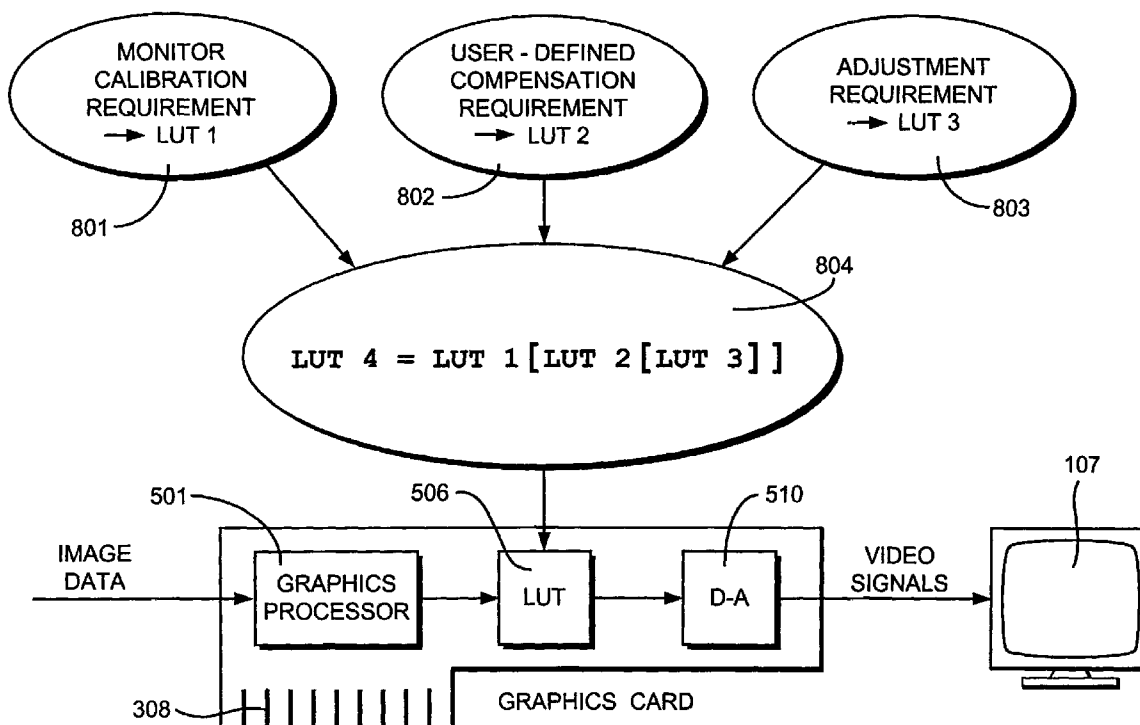 MONITOR
CALIBRATION
REQUIREMENT
→ LUT 1
801
USER - DEFINED
COMPENSATION
REQUIREMENT
→ LUT 2
802
ADJUSTMENT
REQUIREMENT
→ LUT 3
803
804
LUT 4 = LUT 1[LUT 2[LUT 3]]
501
506
510
107
IMAGE
DATA
GRAPHICS
PROCESSOR
LUT
D-A
VIDEO
SIGNALS
308
GRAPHICS CARD